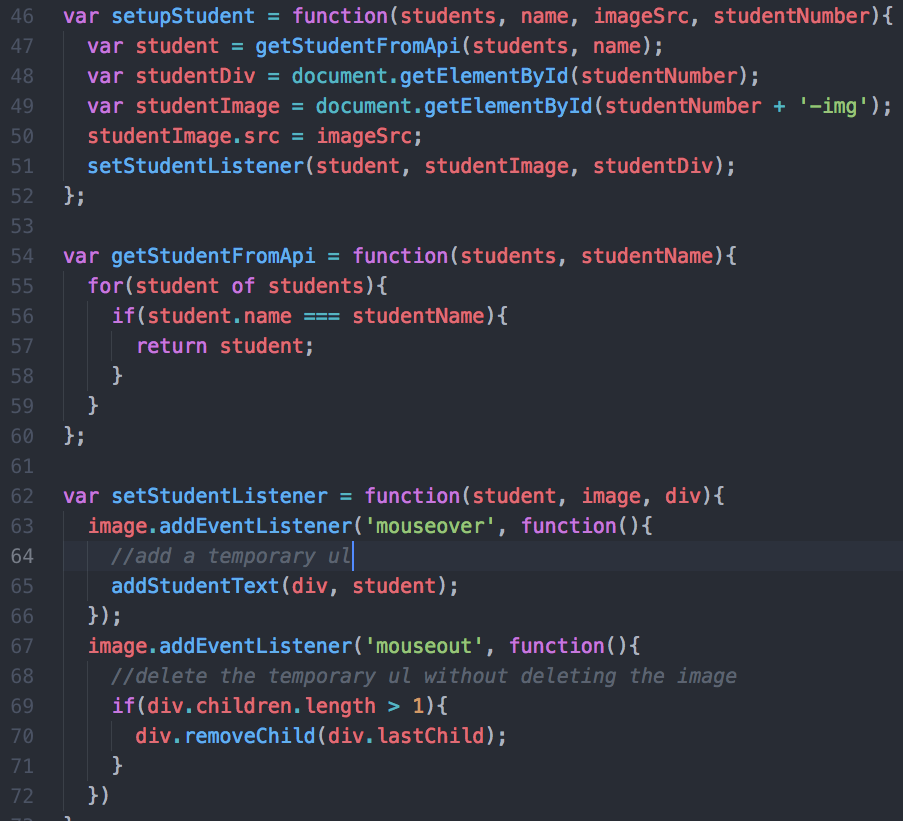 46 var setupStudent = function(students, name, imageSrc, studentNumber){
47   var student = getStudentFromApi(students, name);
48   var studentDiv = document.getElementById(studentNumber);
49   var studentImage = document.getElementById(studentNumber + '-img');
50   studentImage.src = imageSrc;
51   setStudentListener(student, studentImage, studentDiv);
52 };
53
54 var getStudentFromApi = function(students, studentName){
55   for(student of students){
56     if(student.name === studentName){
57       return student;
58     }
59   }
60 };
61
62 var setStudentListener = function(student, image, div){
63   image.addEventListener('mouseover', function(){
64     //add a temporary ul
65     addStudentText(div, student);
66   });
67   image.addEventListener('mouseout', function(){
68     //delete the temporary ul without deleting the image
69     if(div.children.length > 1){
70       div.removeChild(div.lastChild);
71     }
72   })